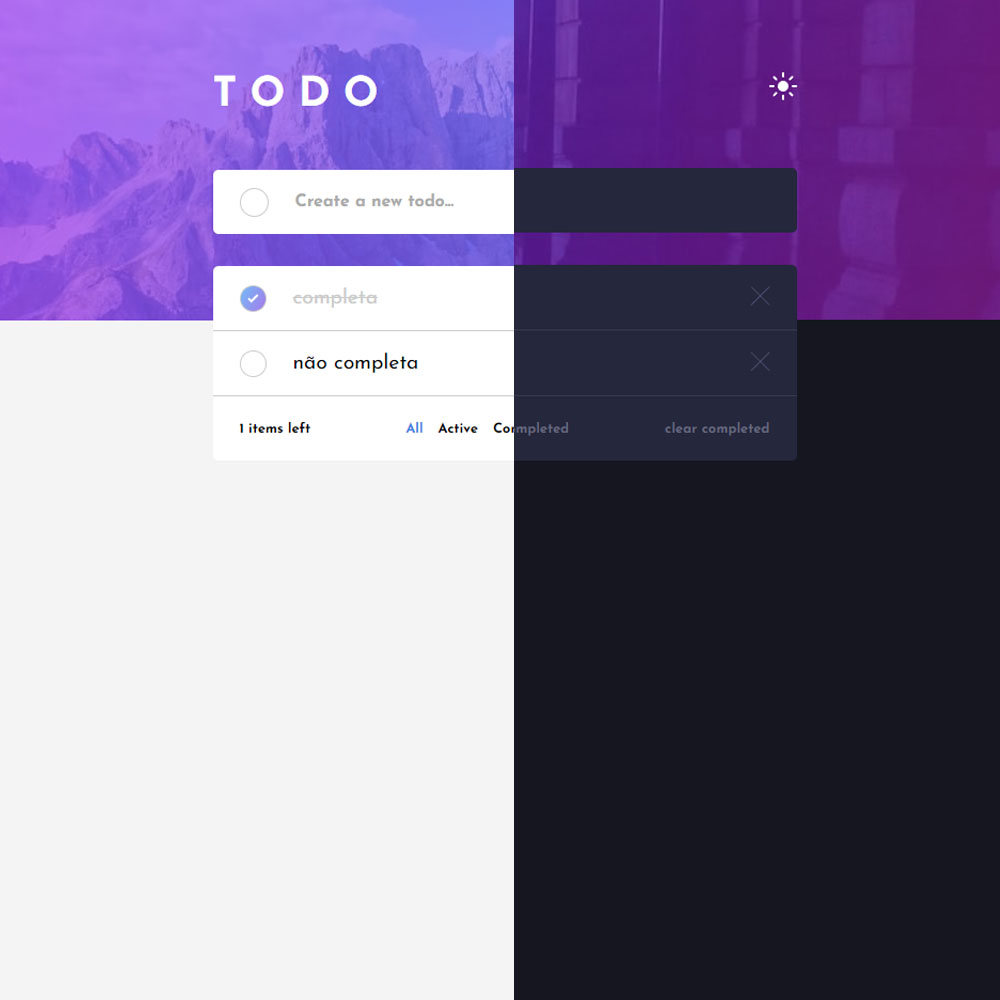 TODO
Create a new todo...
completa
não completa
1 items left All Active Completed clear completed